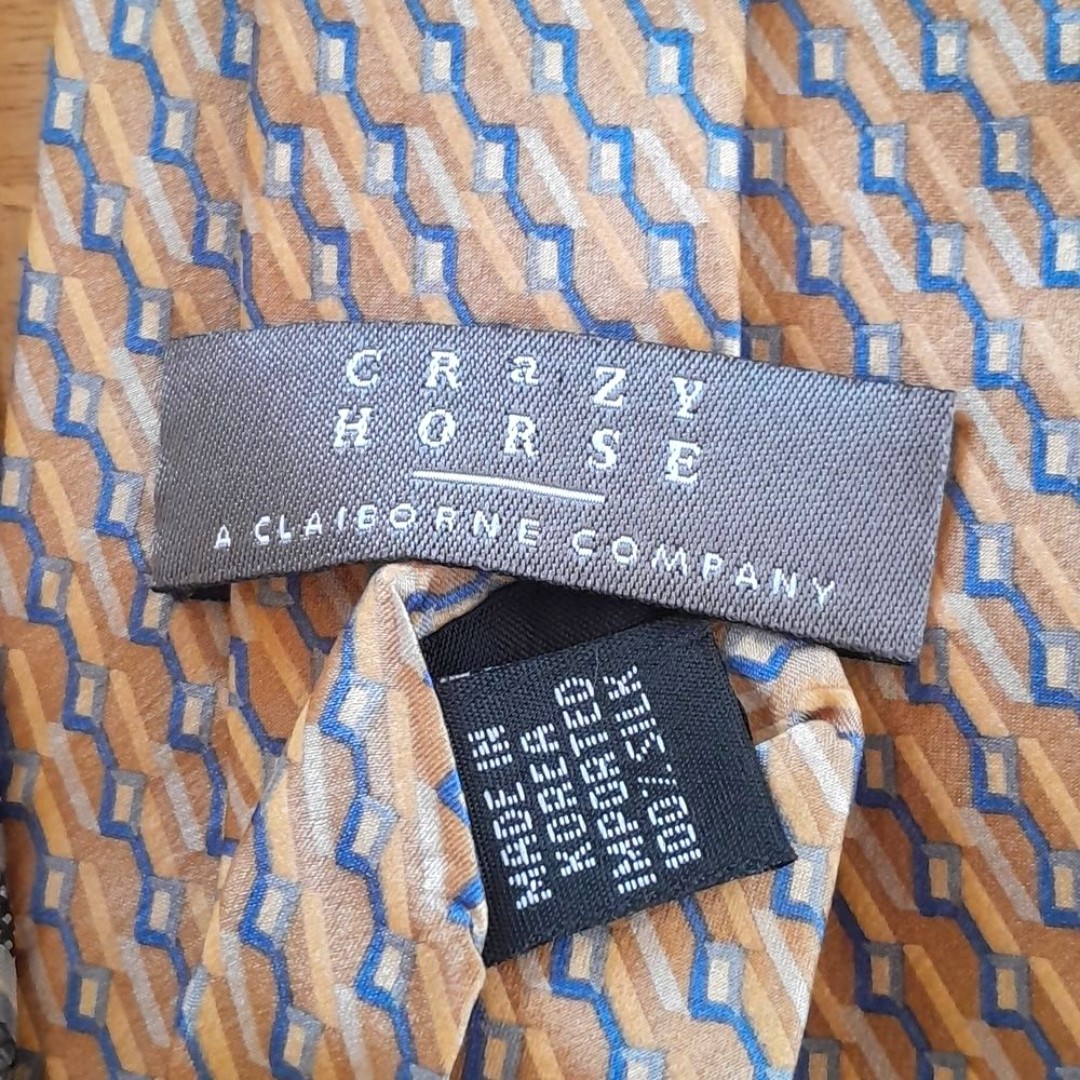 CRaZY
HORSE
A CLAIBORNE COMPANY
MADE IN
KOREA
IMPORTED
100% SILK